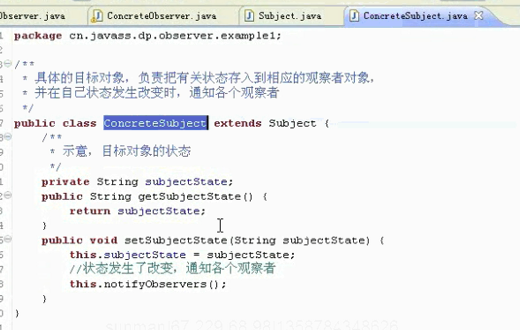 Observer.java ConcreteObserver.java Subject.java ConcreteSubject.java
package cn.javass.dp.observer.example1;
/**
* 具体的目标对象，负责把有关状态存入到相应的观察者对象，
* 并在自己状态发生改变时，通知各个观察者
*/
public class ConcreteSubject extends Subject {
/**
* 示意，目标对象的状态
*/
private String subjectState;
public String getSubjectState() {
return subjectState;
}
public void setSubjectState(String subjectState) {
this.subjectState = subjectState;
//状态发生了改变，通知各个观察者
this.notifyObservers();
}
}